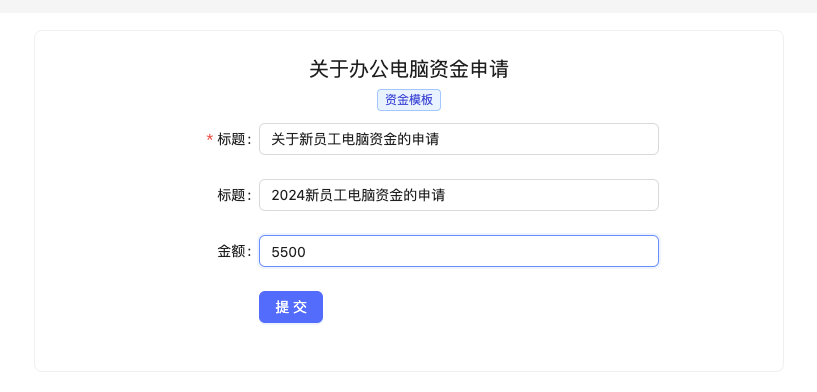 关于办公电脑资金申请
资金模板
* 标题: 关于新员工电脑资金的申请
标题: 2024新员工电脑资金的申请
金额: 5500
提 交